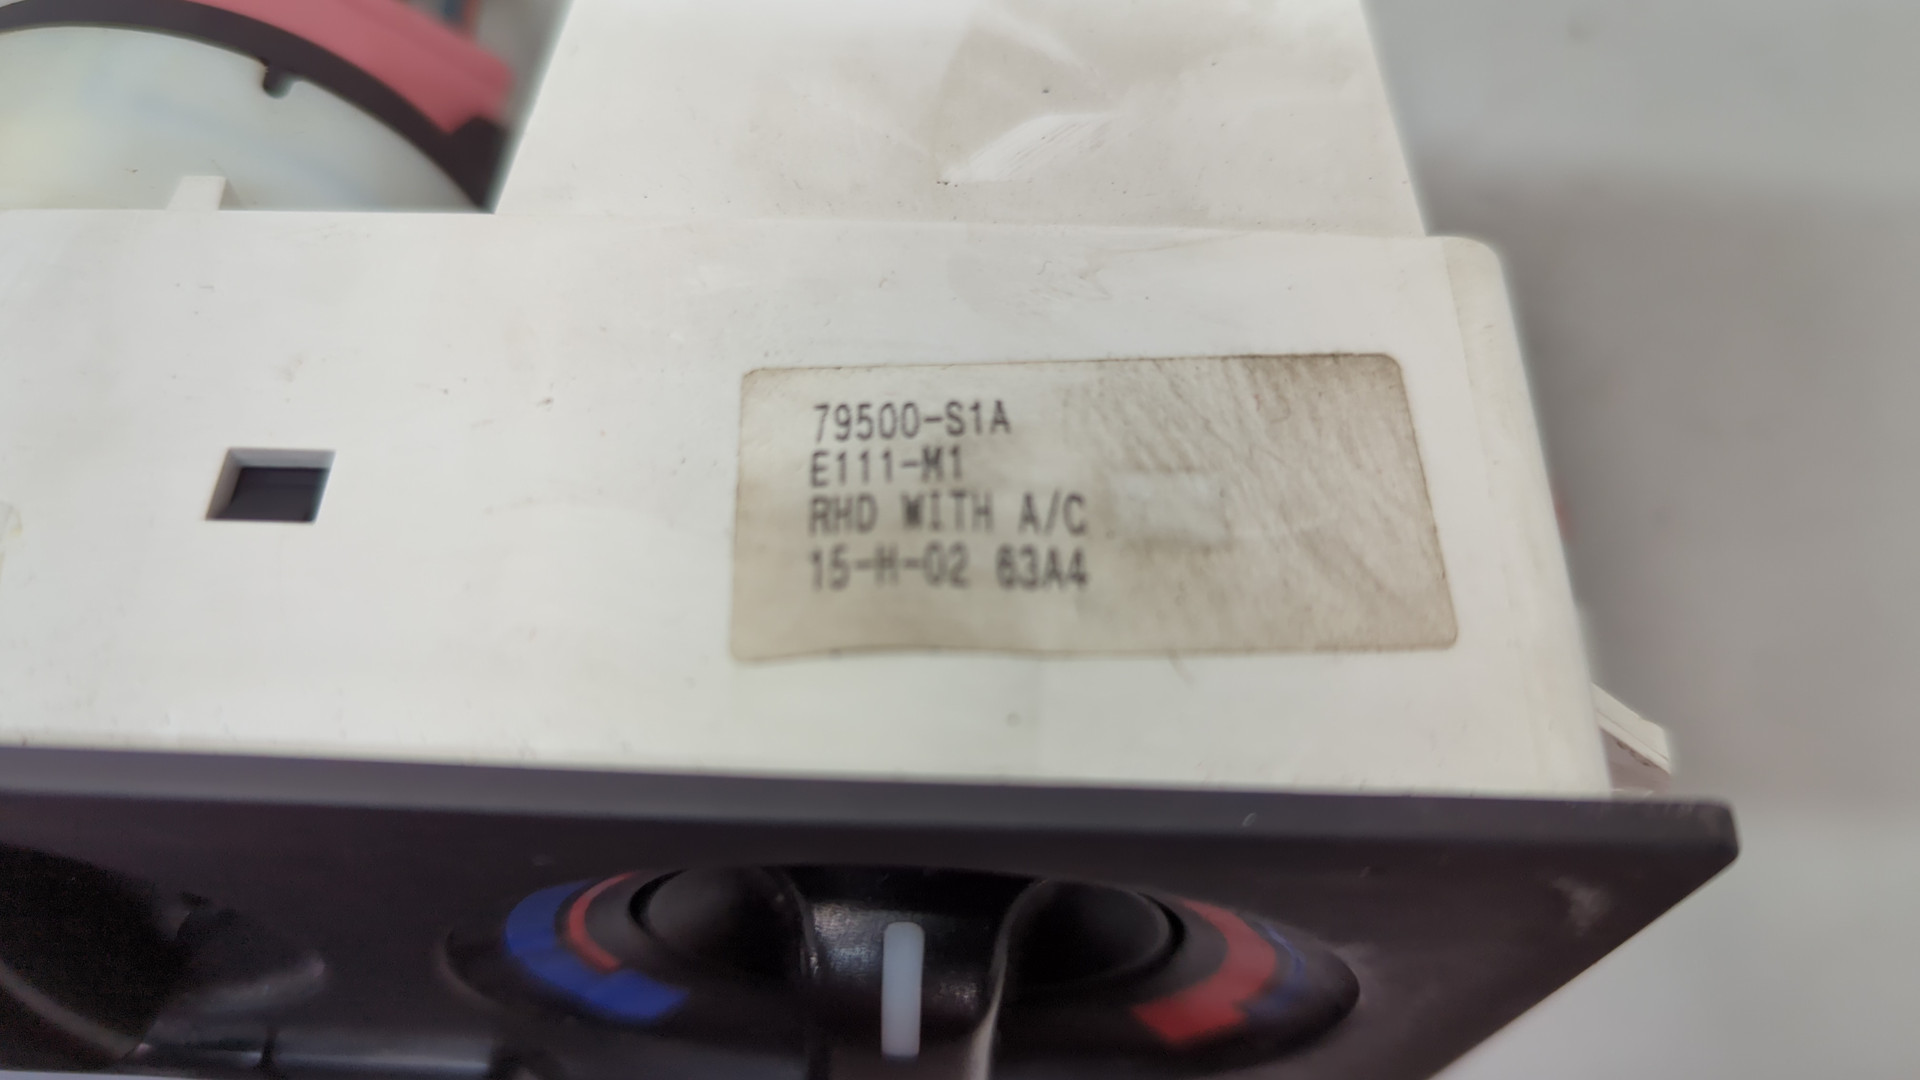 79500-S1A
E111-M1
RHD WITH A/C
15-H-02 63A4